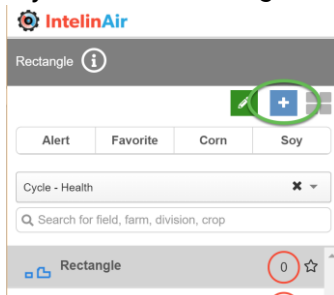 IntelinAir
Rectangle i
+
Alert Favorite Corn Soy
Cycle - Health
Search for field, farm, division, crop
Rectangle 0